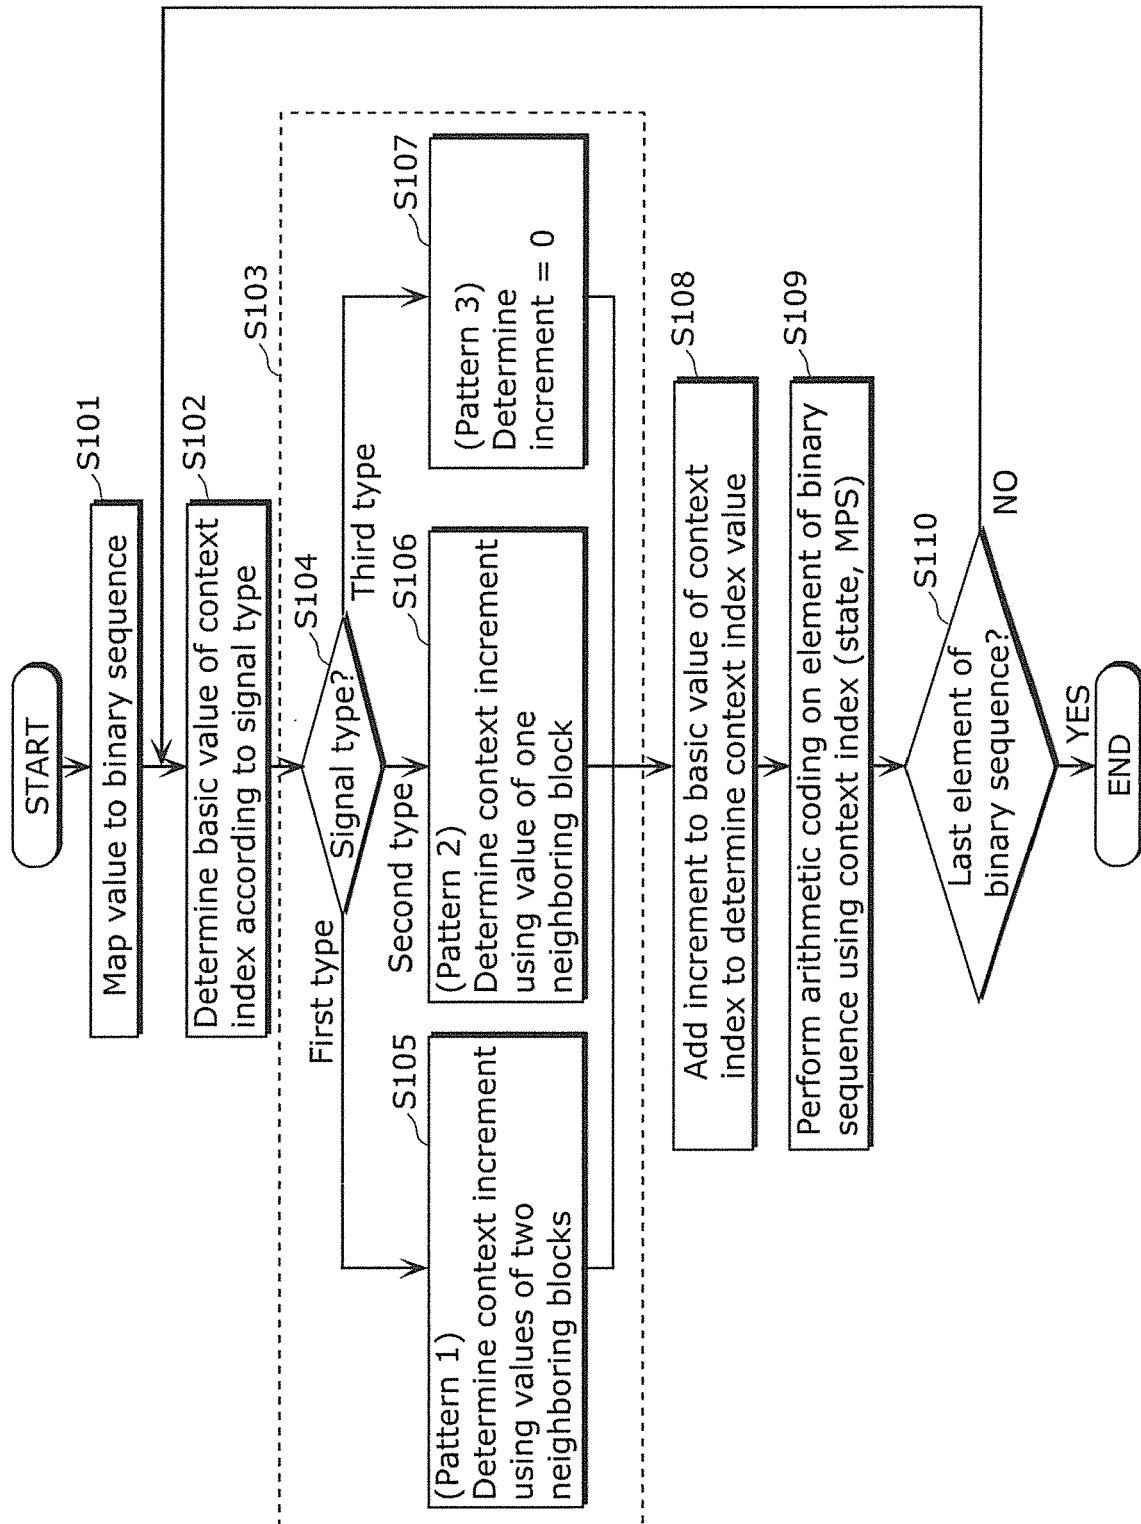 START
S101
Map value to binary sequence
S102
Determine basic value of context
index according to signal type
S103
S104
Signal type?
First type
Second type
Third type
S105
(Pattern 1)
Determine context increment
using values of two
neighboring blocks
S106
(Pattern 2)
Determine context increment
using value of one
neighboring block
S107
(Pattern 3)
Determine
increment = 0
S108
Add increment to basic value of context
index to determine context index value
S109
Perform arithmetic coding on element of binary
sequence using context index (state, MPS)
S110
Last element of
binary sequence?
NO
YES
END